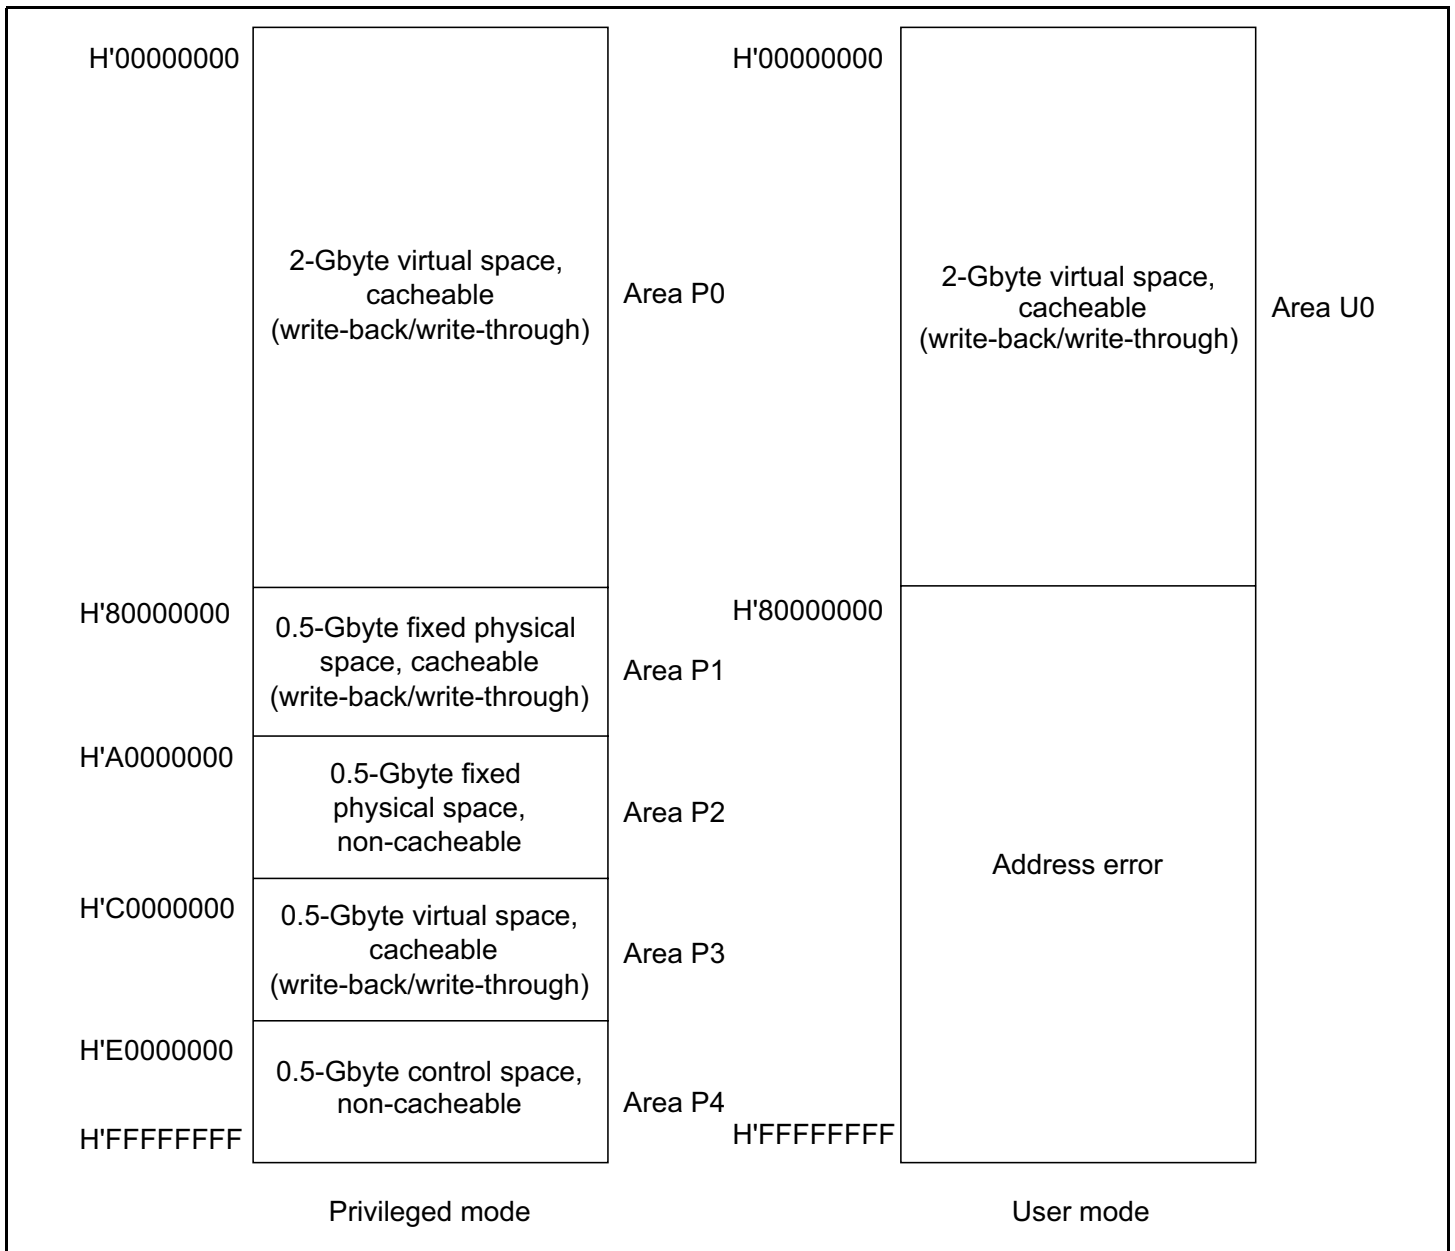 H'00000000
2-Gbyte virtual space,
cacheable
(write-back/write-through)
Area P0
H'80000000
0.5-Gbyte fixed physical
space, cacheable
(write-back/write-through)
Area P1
H'A0000000
0.5-Gbyte fixed
physical space,
non-cacheable
Area P2
H'C0000000
0.5-Gbyte virtual space,
cacheable
(write-back/write-through)
Area P3
H'E0000000
0.5-Gbyte control space,
non-cacheable
Area P4
H'FFFFFFFF
Privileged mode
H'00000000
2-Gbyte virtual space,
cacheable
(write-back/write-through)
Area U0
H'80000000
Address error
H'FFFFFFFF
User mode